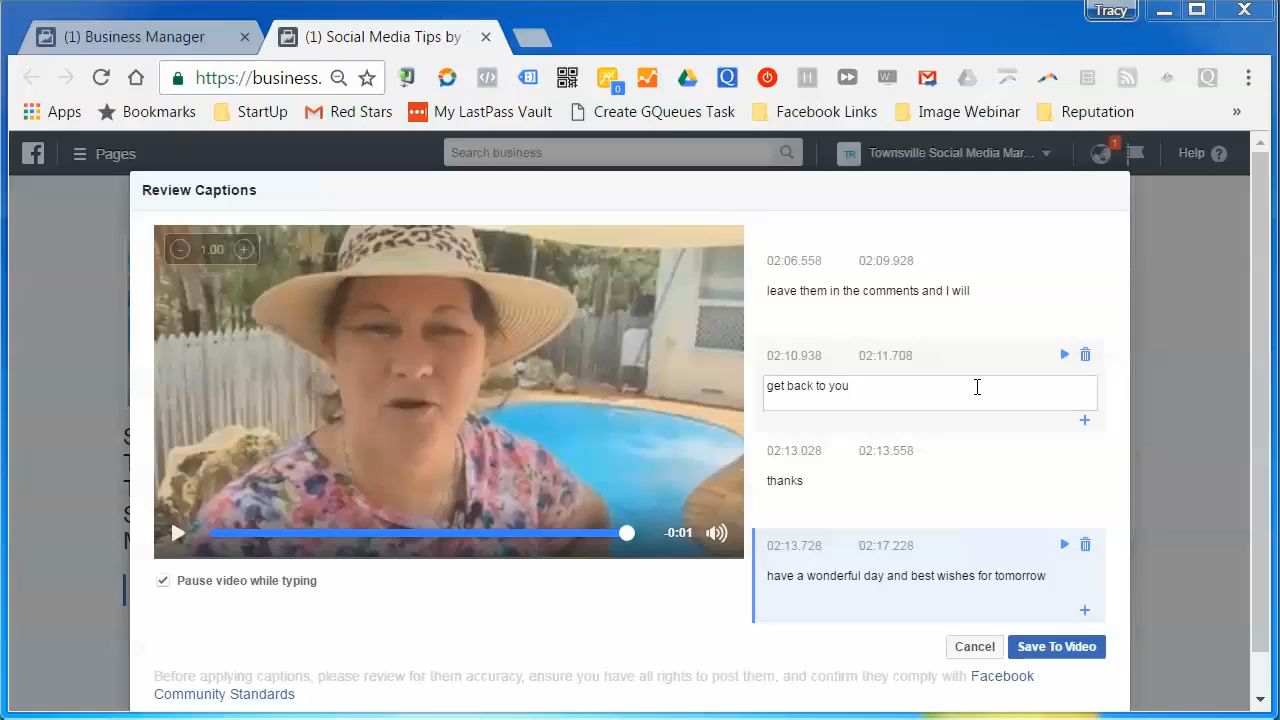 Tracy
(1) Business Manager
(1) Social Media Tips by
https://business.
0
Apps Bookmarks StartUp Red Stars My LastPass Vault Create GQueues Task Facebook Links Image Webinar Reputation »
Pages Search business TR Townsville Social Media Mar... 1 Help ?
Review Captions
1.00
02:06.558 02:09.928
leave them in the comments and I will
02:10.938 02:11.708
get back to you
02:13.028 02:13.558
thanks
-0:01
02:13.728 02:17.228
Pause video while typing
have a wonderful day and best wishes for tomorrow
Cancel Save To Video
Before applying captions, please review for them accuracy, ensure you have all rights to post them, and confirm they comply with Facebook
Community Standards